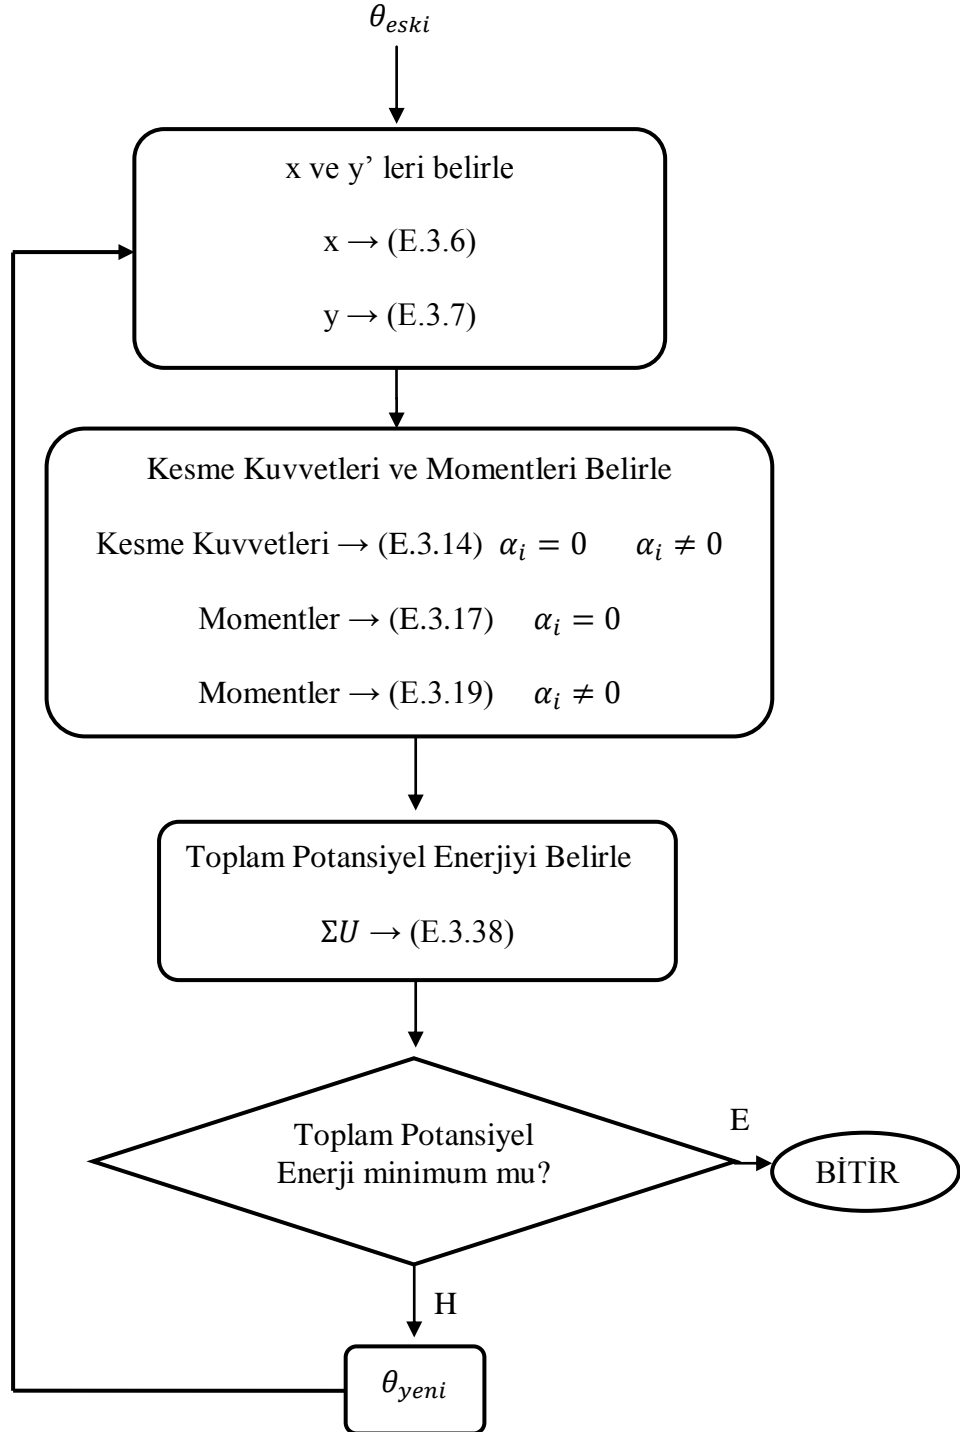 θ_eski
x ve y’ leri belirle
x → (E.3.6)
y → (E.3.7)
Kesme Kuvvetleri ve Momentleri Belirle
Kesme Kuvvetleri → (E.3.14) α_i = 0 α_i ≠ 0
Momentler → (E.3.17) α_i = 0
Momentler → (E.3.19) α_i ≠ 0
Toplam Potansiyel Enerjiyi Belirle
ΣU → (E.3.38)
Toplam Potansiyel
Enerji minimum mu?
E
BİTİR
H
θ_yeni